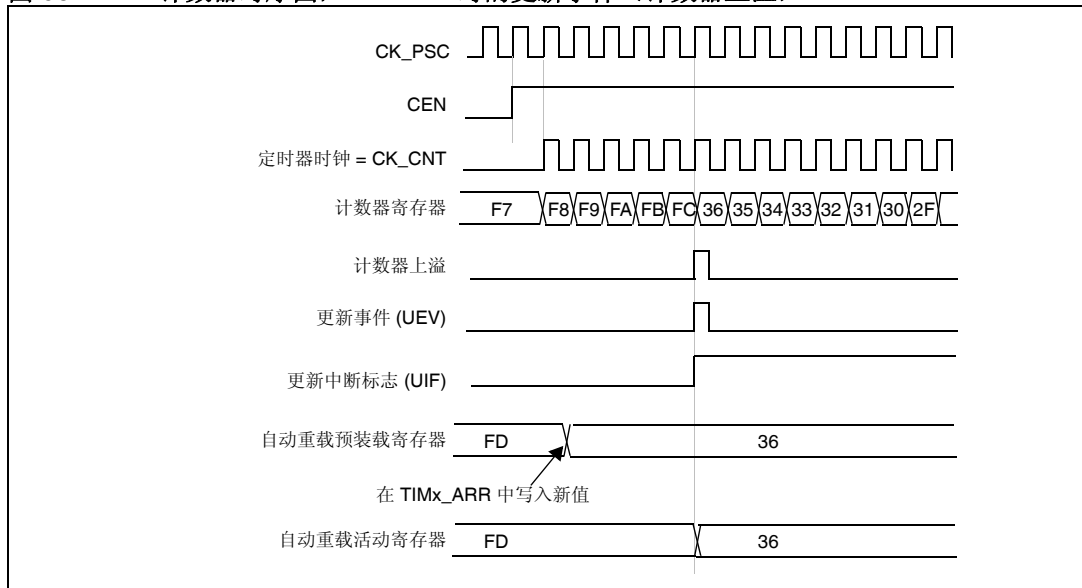 CK_PSC
CEN
定时器时钟 = CK_CNT
计数器寄存器 F7 F8 F9 FA FB FC 36 35 34 33 32 31 30 2F
计数器上溢
更新事件 (UEV)
更新中断标志 (UIF)
自动重载预装载寄存器 FD 36
在 TIMx_ARR 中写入新值
自动重载活动寄存器 FD 36